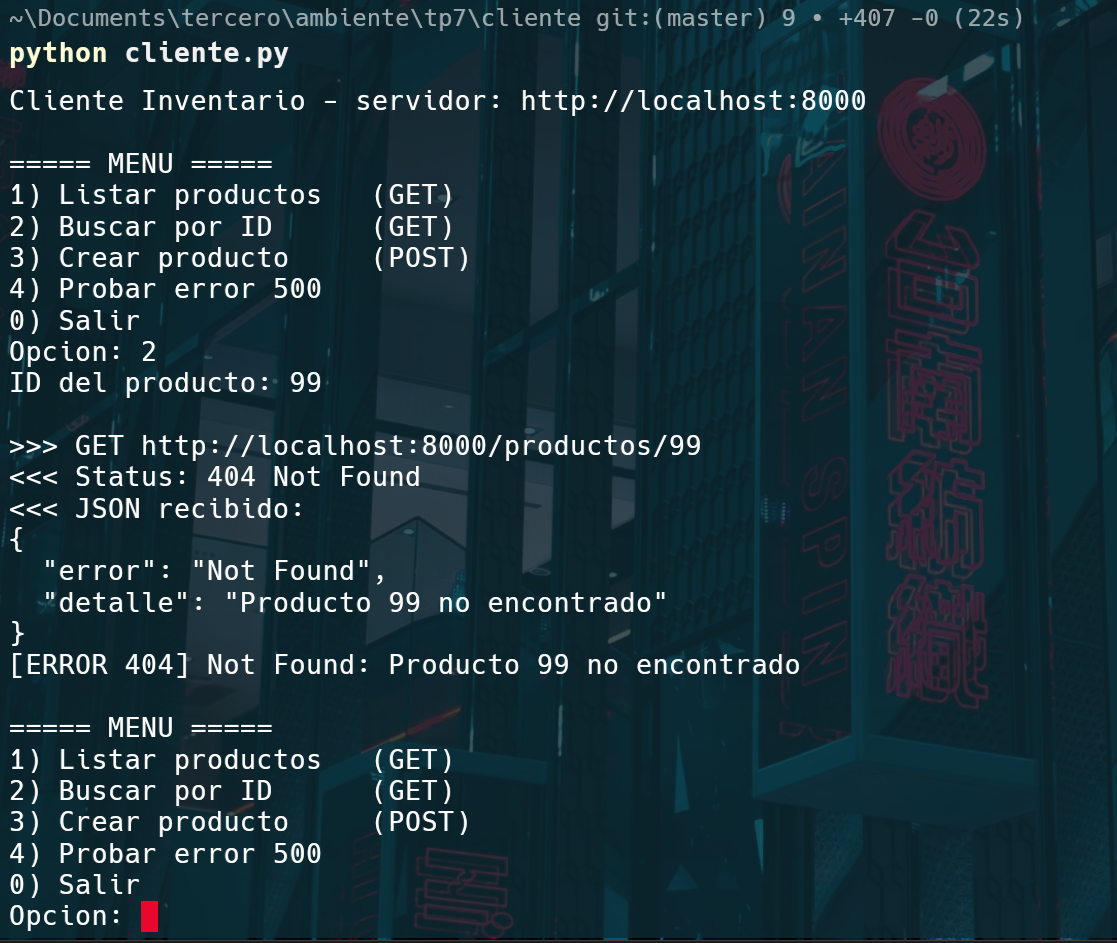 ~\Documents\tercero\ambiente\tp7\cliente git:(master) 9 • +407 -0 (22s)
python cliente.py
Cliente Inventario - servidor: http://localhost:8000
===== MENU =====
1) Listar productos   (GET)
2) Buscar por ID      (GET)
3) Crear producto     (POST)
4) Probar error 500
0) Salir
Opcion: 2
ID del producto: 99
>>> GET http://localhost:8000/productos/99
<<< Status: 404 Not Found
<<< JSON recibido:
{
  "error": "Not Found",
  "detalle": "Producto 99 no encontrado"
}
[ERROR 404] Not Found: Producto 99 no encontrado
===== MENU =====
1) Listar productos   (GET)
2) Buscar por ID      (GET)
3) Crear producto     (POST)
4) Probar error 500
0) Salir
Opcion: